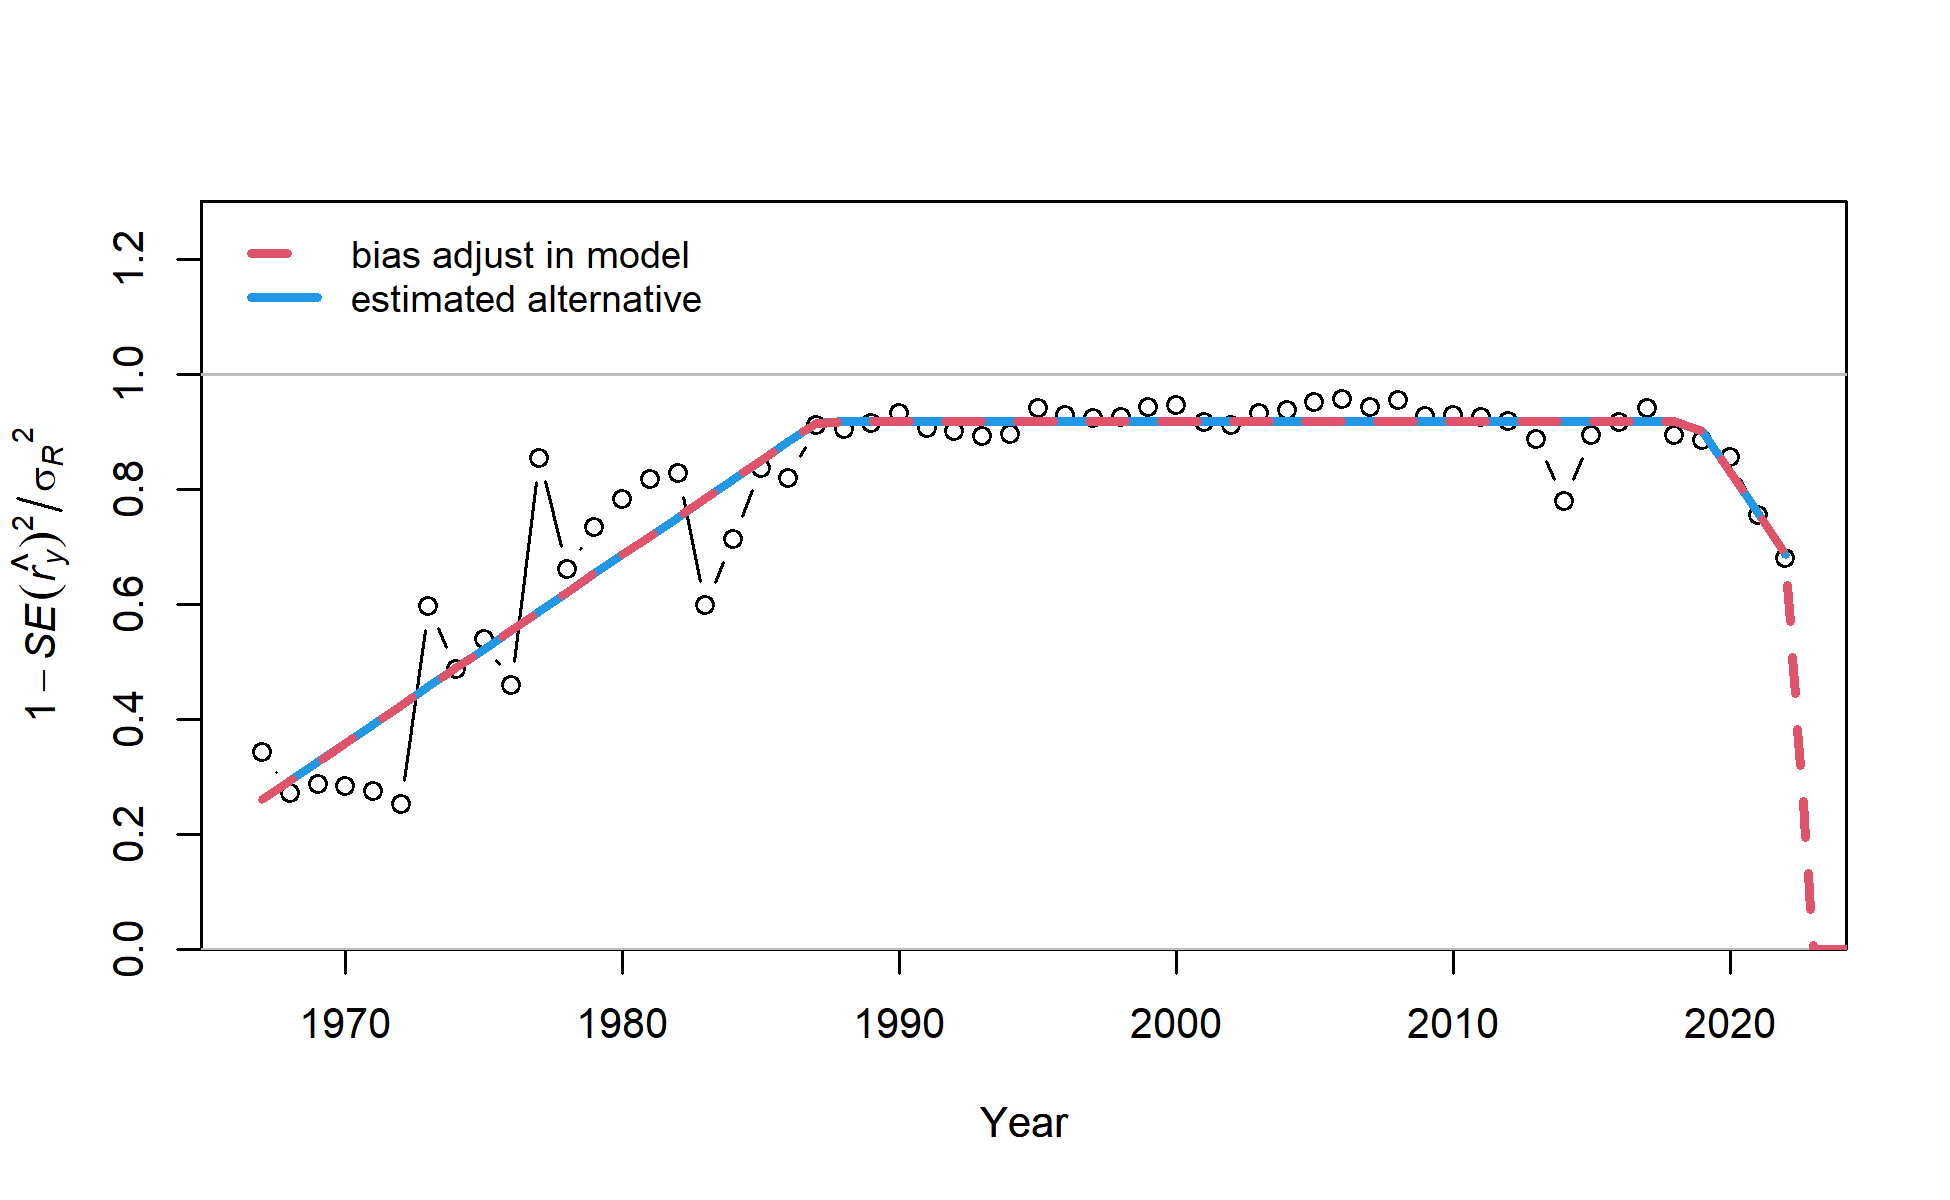 bias adjust in model
estimated alternative
1 − SE(r̂y)² / σR²
1.2
1.0
0.8
0.6
0.4
0.2
0.0
1970 1980 1990 2000 2010 2020
Year